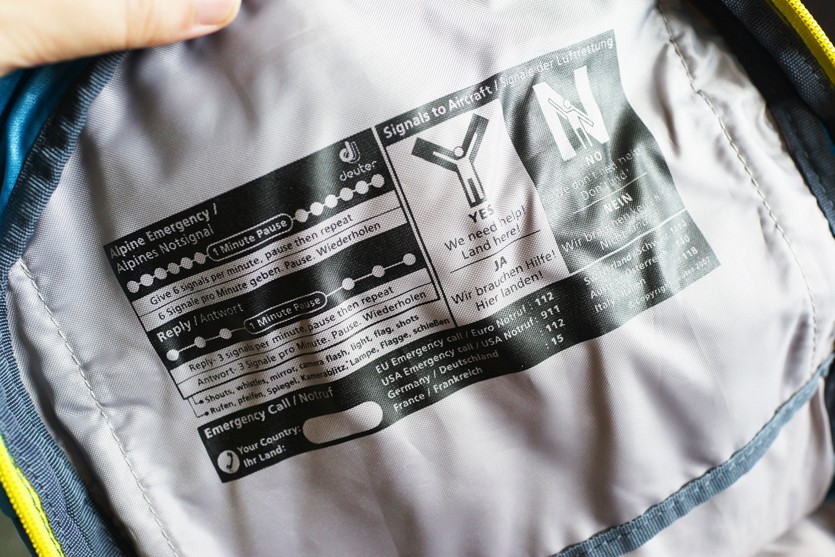 deuter
Alpine Emergency /
Alpines Notsignal
1 Minute Pause
Give 6 signals per minute, pause then repeat
6 Signale pro Minute geben. Pause. Wiederholen
Reply / Antwort
1 Minute Pause
Reply- 3 signals per minute, pause then repeat
Antwort- 3 Signale pro Minute. Pause. Wiederholen
Shouts, whistles, mirror, camera flash, light, flag, shots
Rufen, pfeifen, Spiegel, Kamerablitz, Lampe, Flagge, schießen
Signals to Aircraft / Signale der Luftrettung
YES
We need help!
Land here!
JA
Wir brauchen Hilfe!
Hier landen!
N
NO
NEIN
Emergency Call / Notruf
Your Country:
Ihr Land:
EU Emergency call / Euro Notruf : 112
USA Emergency call / USA Notruf : 911
Germany / Deutschland : 112
France / Frankreich : 15
118
© Copyright